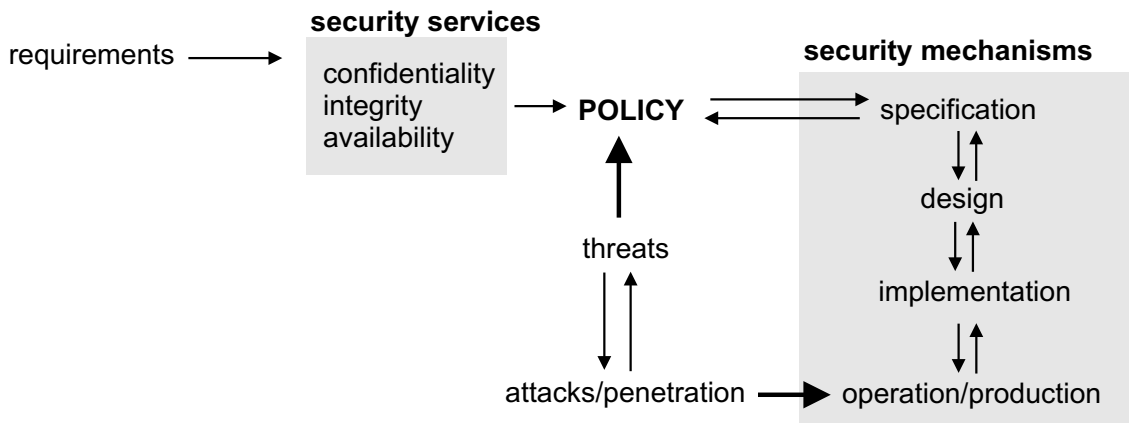 security services
requirements
confidentiality
integrity
availability
POLICY
security mechanisms
specification
design
threats
implementation
attacks/penetration
operation/production